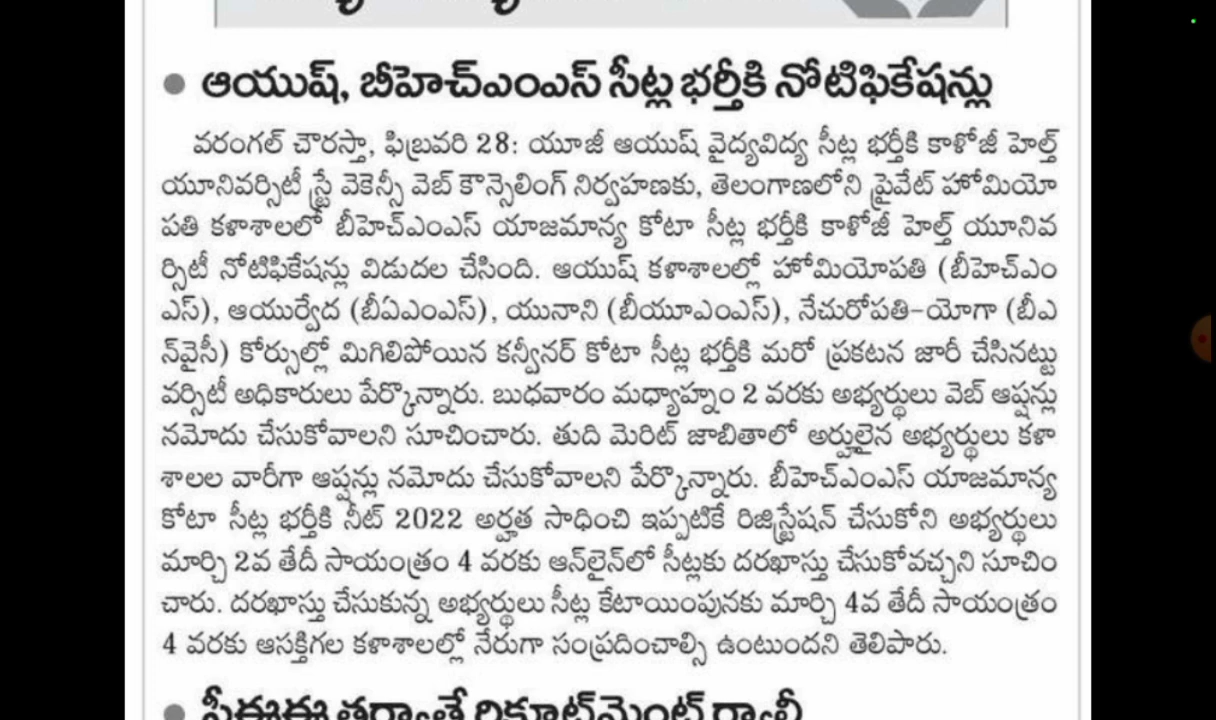 ● ఆయుష్, బీహెచ్ఎంఎస్ సీట్ల భర్తీకి నోటిఫికేషన్లు
వరంగల్ చౌరస్తా, ఫిబ్రవరి 28: యూజీ ఆయుష్ వైద్యవిద్య సీట్ల భర్తీకి కాళోజీ హెల్త్
యూనివర్సిటీ స్ట్రే వెకెన్సీ వెబ్ కౌన్సెలింగ్ నిర్వహణకు, తెలంగాణలోని ప్రైవేట్ హోమియో
పతి కళాశాలలో బీహెచ్ఎంఎస్ యాజమాన్య కోటా సీట్ల భర్తీకి కాళోజీ హెల్త్ యూనివ
ర్సిటీ నోటిఫికేషన్లు విడుదల చేసింది. ఆయుష్ కళాశాలల్లో హోమియోపతి (బీహెచ్ఎం
ఎస్), ఆయుర్వేద (బీఏఎంఎస్), యునాని (బీయూఎంఎస్), నేచురోపతి-యోగా (బీఎ
న్‌వైసీ) కోర్సుల్లో మిగిలిపోయిన కన్వీనర్ కోటా సీట్ల భర్తీకి మరో ప్రకటన జారీ చేసినట్టు
వర్సిటీ అధికారులు పేర్కొన్నారు. బుధవారం మధ్యాహ్నం 2 వరకు అభ్యర్థులు వెబ్ ఆప్షన్లు
నమోదు చేసుకోవాలని సూచించారు. తుది మెరిట్ జాబితాలో అర్హులైన అభ్యర్థులు కళా
శాలల వారీగా ఆప్షన్లు నమోదు చేసుకోవాలని పేర్కొన్నారు. బీహెచ్ఎంఎస్ యాజమాన్య
కోటా సీట్ల భర్తీకి నీట్ 2022 అర్హత సాధించి ఇప్పటికే రిజిస్ట్రేషన్ చేసుకోని అభ్యర్థులు
మార్చి 2వ తేదీ సాయంత్రం 4 వరకు ఆన్‌లైన్‌లో సీట్లకు దరఖాస్తు చేసుకోవచ్చని సూచిం
చారు. దరఖాస్తు చేసుకున్న అభ్యర్థులు సీట్ల కేటాయింపునకు మార్చి 4వ తేదీ సాయంత్రం
4 వరకు ఆసక్తిగల కళాశాలల్లో నేరుగా సంప్రదించాల్సి ఉంటుందని తెలిపారు.
● సీఈఈ తర్వాతే రిక్రూట్‌మెంట్ ర్యాలీ